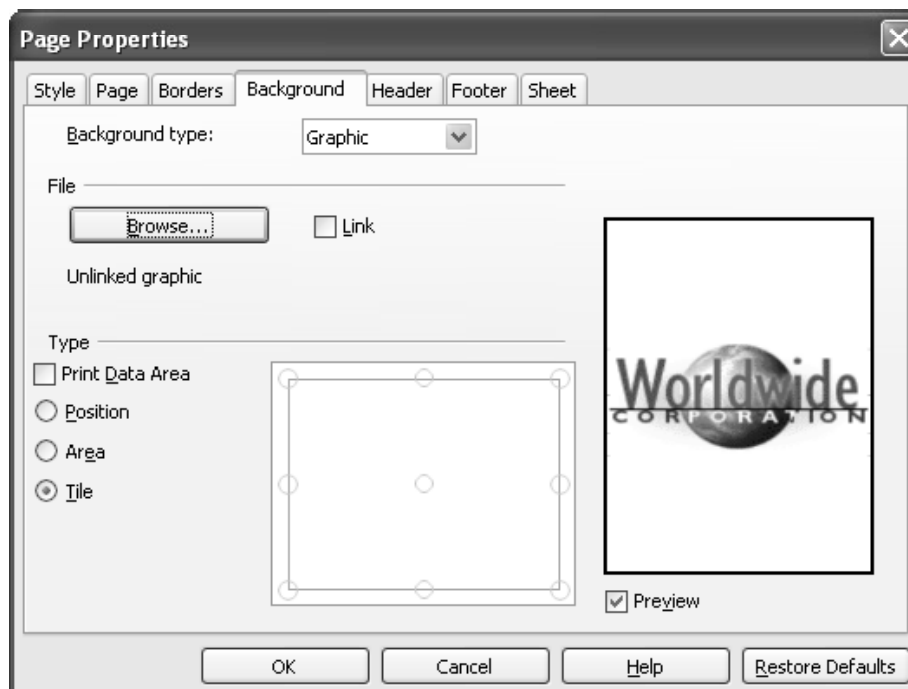 Page Properties
Style Page Borders Background Header Footer Sheet
Background type: Graphic
File
Browse... Link
Unlinked graphic
Type
Print Data Area
Position
Area
Tile
Worldwide
CORPORATION
Preview
OK Cancel Help Restore Defaults